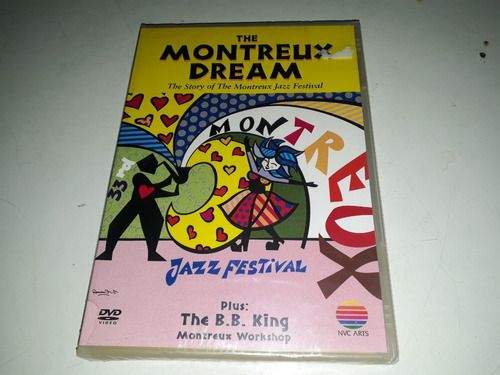 THE
MONTREUX
DREAM
The Story of The Montreux Jazz Festival
MONTREUX
33rd
JAZZ FESTIVAL
Plus:
The B.B. King
Montreux Workshop
DVD
VIDEO
NVC ARTS